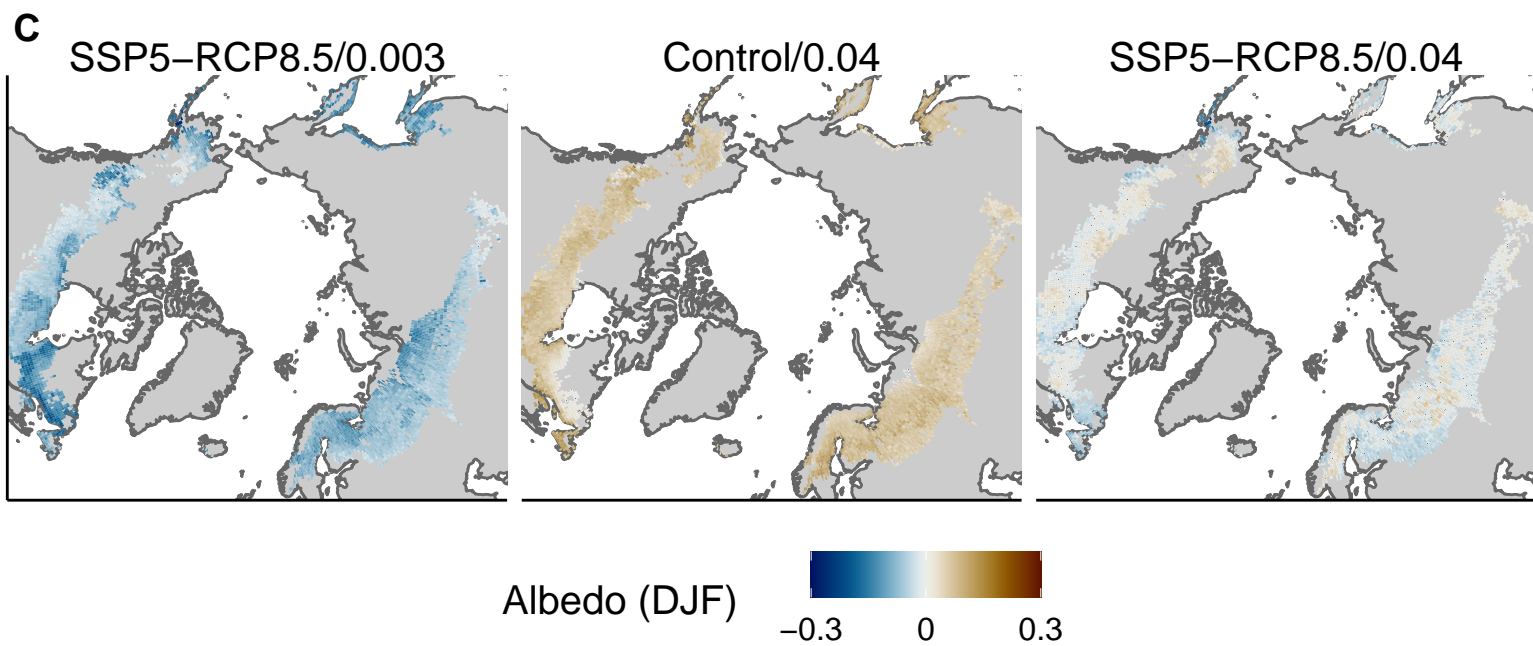 C
SSP5−RCP8.5/0.003
Control/0.04
SSP5−RCP8.5/0.04
Albedo (DJF)
−0.3
0
0.3